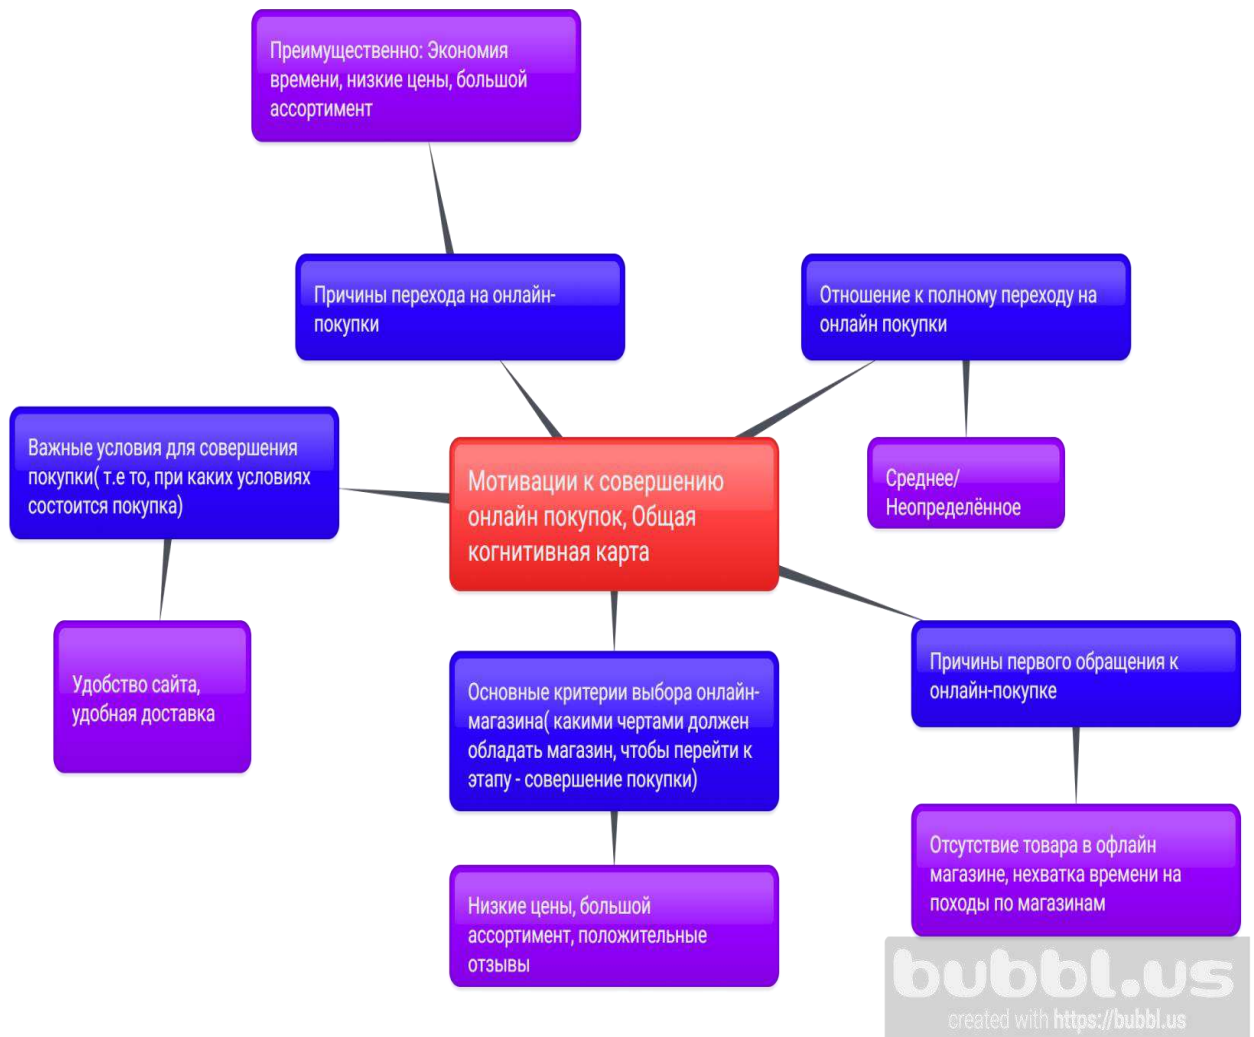 Преимущественно: Экономия
времени, низкие цены, большой
ассортимент
Причины перехода на онлайн-
покупки
Отношение к полному переходу на
онлайн покупки
Важные условия для совершения
покупки( т.е то, при каких условиях
состоится покупка)
Мотивации к совершению
онлайн покупок, Общая
когнитивная карта
Среднее/
Неопределённое
Удобство сайта,
удобная доставка
Основные критерии выбора онлайн-
магазина( какими чертами должен
обладать магазин, чтобы перейти к
этапу - совершение покупки)
Причины первого обращения к
онлайн-покупке
Низкие цены, большой
ассортимент, положительные
отзывы
Отсутствие товара в офлайн
магазине, нехватка времени на
походы по магазинам
bubbl.us
created with https://bubbl.us